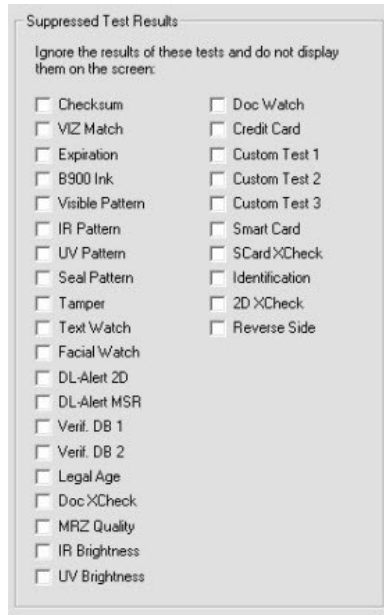 Suppressed Test Results
Ignore the results of these tests and do not display
them on the screen:
Checksum
VIZ Match
Expiration
B900 Ink
Visible Pattern
IR Pattern
UV Pattern
Seal Pattern
Tamper
Text Watch
Facial Watch
DL-Alert 2D
DL-Alert MSR
Verif. DB 1
Verif. DB 2
Legal Age
Doc XCheck
MRZ Quality
IR Brightness
UV Brightness
Doc Watch
Credit Card
Custom Test 1
Custom Test 2
Custom Test 3
Smart Card
SCard XCheck
Identification
2D XCheck
Reverse Side